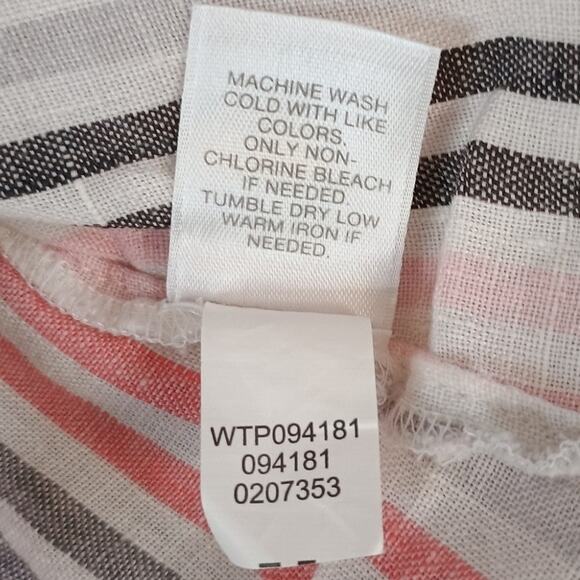 MACHINE WASH
COLD WITH LIKE
COLORS.
ONLY NON-
CHLORINE BLEACH
IF NEEDED.
TUMBLE DRY LOW
WARM IRON IF
NEEDED.
WTP094181
094181
0207353